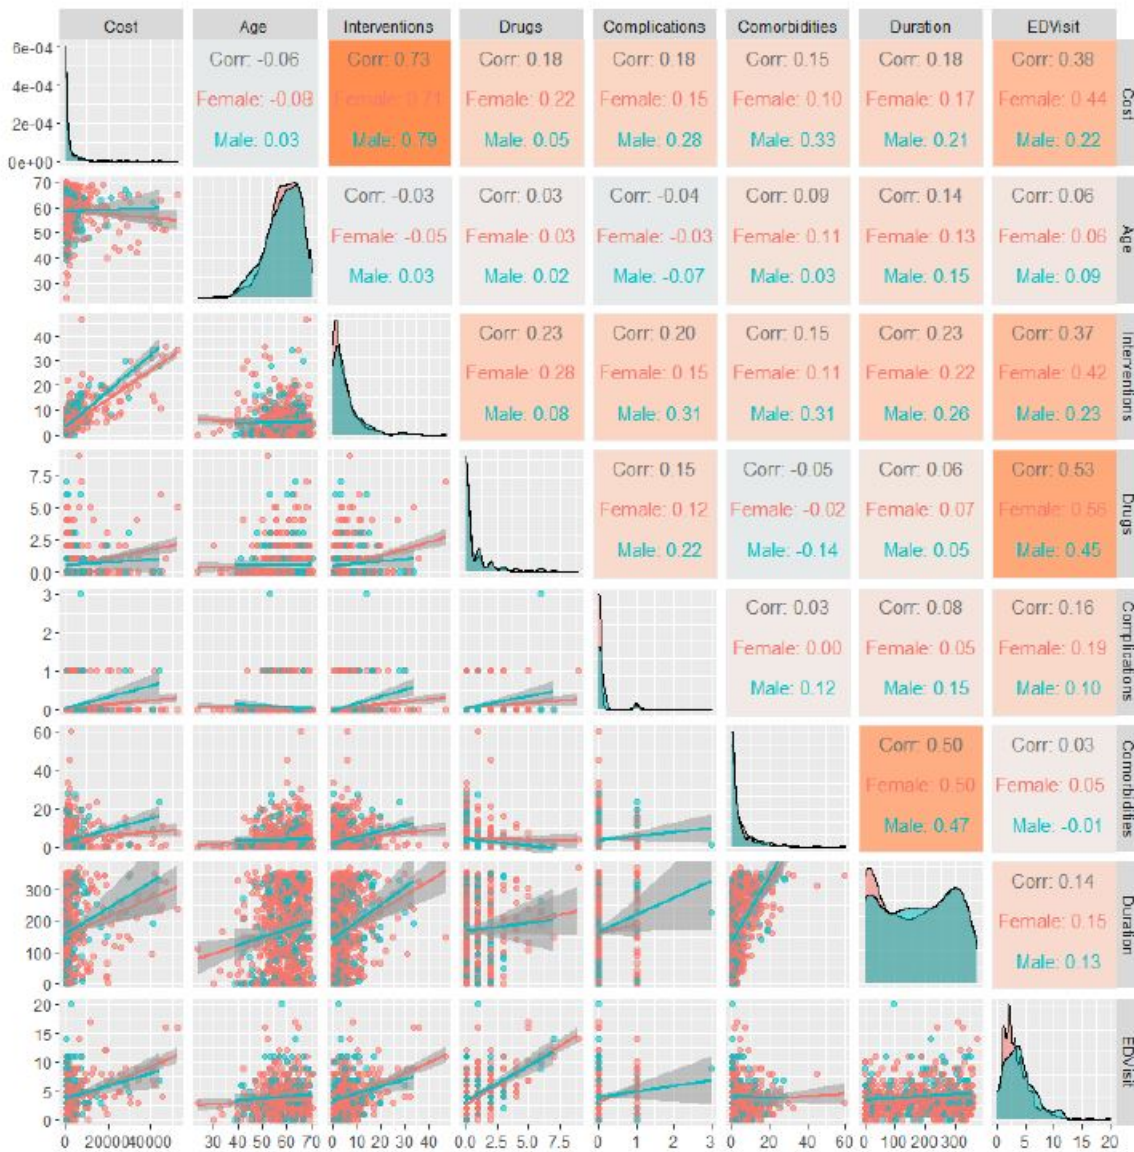 Cost Age Interventions Drugs Complications Comorbidities Duration EDVisit
6e-04
4e-04
2e-04
0e+00
Corr: -0.06 Corr: 0.73 Corr: 0.18 Corr: 0.18 Corr: 0.15 Corr: 0.18 Corr: 0.38
Female: -0.08 Female: 0.71 Female: 0.22 Female: 0.15 Female: 0.10 Female: 0.17 Female: 0.44
Male: 0.03 Male: 0.79 Male: 0.05 Male: 0.28 Male: 0.33 Male: 0.21 Male: 0.22
Cost
70
60
50
40
30
Corr: -0.03 Corr: 0.03 Corr: -0.04 Corr: 0.09 Corr: 0.14 Corr: 0.06
Female: -0.05 Female: 0.03 Female: -0.03 Female: 0.11 Female: 0.13 Female: 0.06
Male: 0.03 Male: 0.02 Male: -0.07 Male: 0.03 Male: 0.15 Male: 0.09
Age
40
30
20
10
0
Corr: 0.23 Corr: 0.20 Corr: 0.15 Corr: 0.23 Corr: 0.37
Female: 0.28 Female: 0.15 Female: 0.11 Female: 0.22 Female: 0.42
Male: 0.08 Male: 0.31 Male: 0.31 Male: 0.26 Male: 0.23
Interventions
7.5
5.0
2.5
0.0
Corr: 0.15 Corr: -0.05 Corr: 0.06 Corr: 0.53
Female: 0.12 Female: -0.02 Female: 0.07 Female: 0.56
Male: 0.22 Male: -0.14 Male: 0.05 Male: 0.45
Drugs
3
2
1
0
Corr: 0.03 Corr: 0.08 Corr: 0.16
Female: 0.00 Female: 0.05 Female: 0.19
Male: 0.12 Male: 0.15 Male: 0.10
Complications
60
40
20
0
Corr: 0.50 Corr: 0.03
Female: 0.50 Female: 0.05
Male: 0.47 Male: -0.01
Comorbidities
300
200
100
0
Corr: 0.14
Female: 0.15
Male: 0.13
Duration
20
15
10
5
0
EDVisit
0 20000 40000 30 40 50 60 70 0 10 20 30 40 0.0 2.5 5.0 7.5 0 1 2 3 0 20 40 60 0 100 200 300 0 5 10 15 20